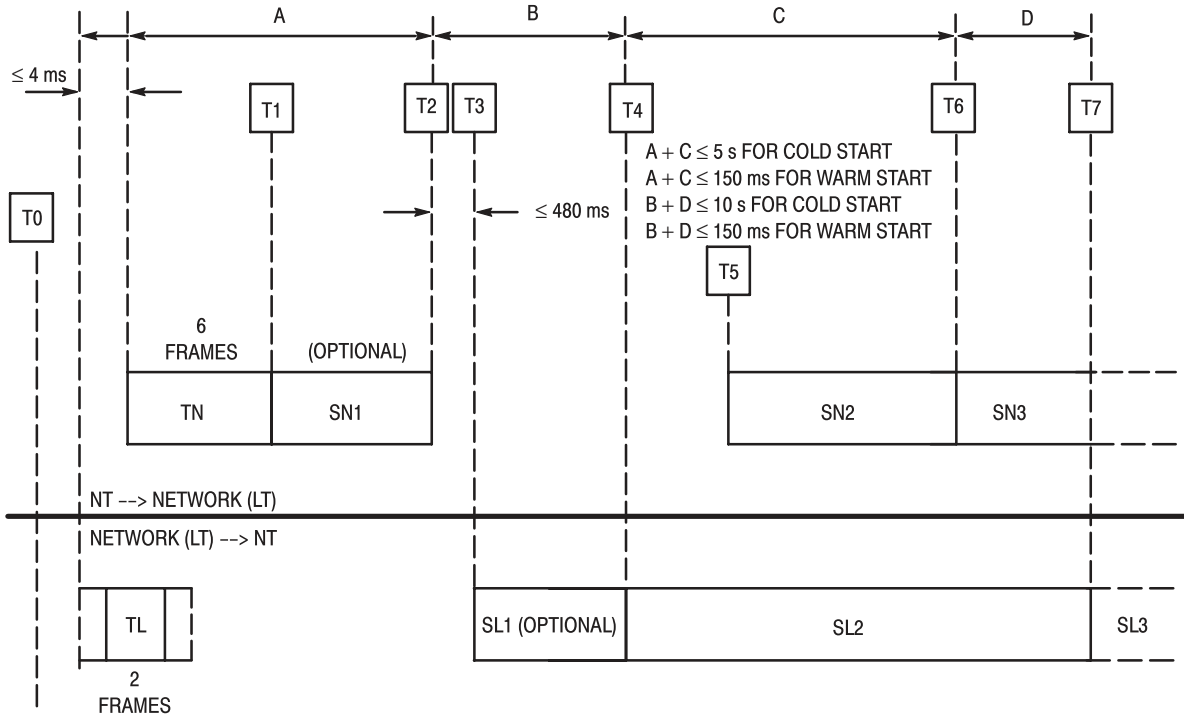 A
B
C
D
≤ 4 ms
T1
T2
T3
T4
T6
T7
A + C ≤ 5 s FOR COLD START
A + C ≤ 150 ms FOR WARM START
B + D ≤ 10 s FOR COLD START
B + D ≤ 150 ms FOR WARM START
T0
≤ 480 ms
T5
6
FRAMES
(OPTIONAL)
TN
SN1
SN2
SN3
NT --> NETWORK (LT)
NETWORK (LT) --> NT
TL
SL1 (OPTIONAL)
SL2
SL3
2
FRAMES